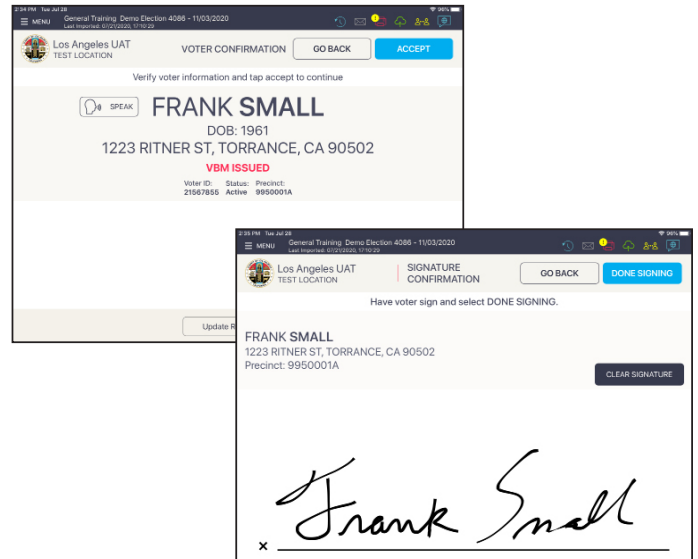 2:34 PM Tue Jul 28
96%
MENU
General Training Demo Election 4086 - 11/03/2020
Last Imported: 07/21/2020, 17:10:29
Los Angeles UAT
TEST LOCATION
VOTER CONFIRMATION
GO BACK
ACCEPT
Verify voter information and tap accept to continue
SPEAK
FRANK SMALL
DOB: 1961
1223 RITNER ST, TORRANCE, CA 90502
VBM ISSUED
Voter ID: Status: Precinct:
21567855 Active 9950001A
Update R
2:35 PM Tue Jul 28
96%
MENU
General Training Demo Election 4086 - 11/03/2020
Last Imported: 07/21/2020, 17:10:29
Los Angeles UAT
TEST LOCATION
SIGNATURE
CONFIRMATION
GO BACK
DONE SIGNING
Have voter sign and select DONE SIGNING.
FRANK SMALL
1223 RITNER ST, TORRANCE, CA 90502
Precinct: 9950001A
CLEAR SIGNATURE
Frank Small
×